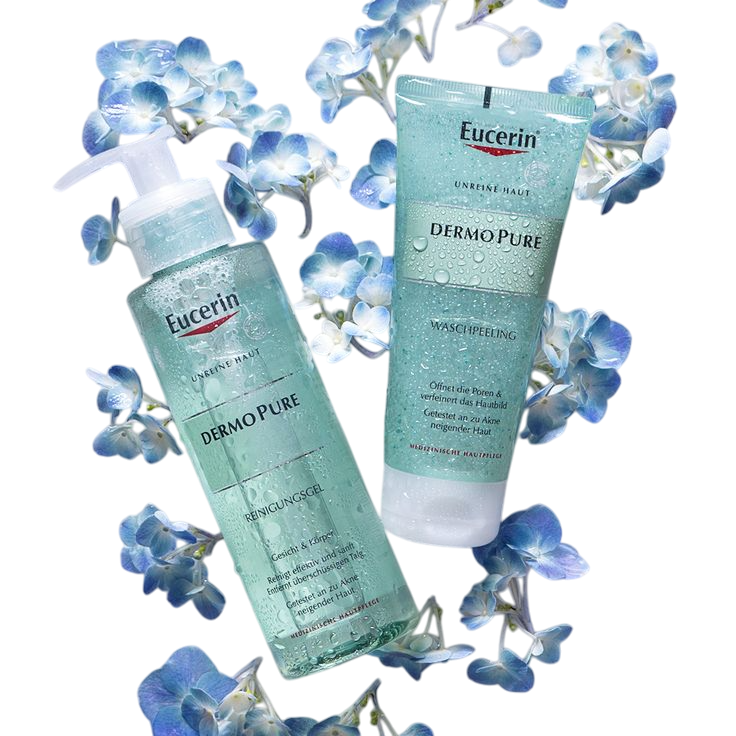 Eucerin
UNREINE HAUT
DERMOPURE
REINIGUNGSGEL
Gesicht & Körper
Reinigt effektiv und sanft
Entfernt überschüssigen Talg
Getestet an zu Akne
neigender Haut
MEDIZINISCHE HAUTPFLEGE
Eucerin®
UNREINE HAUT
DERMOPURE
WASCHPEELING
Öffnet die Poren &
verfeinert das Hautbild
Getestet an zu Akne
neigender Haut
MEDIZINISCHE HAUTPFLEGE